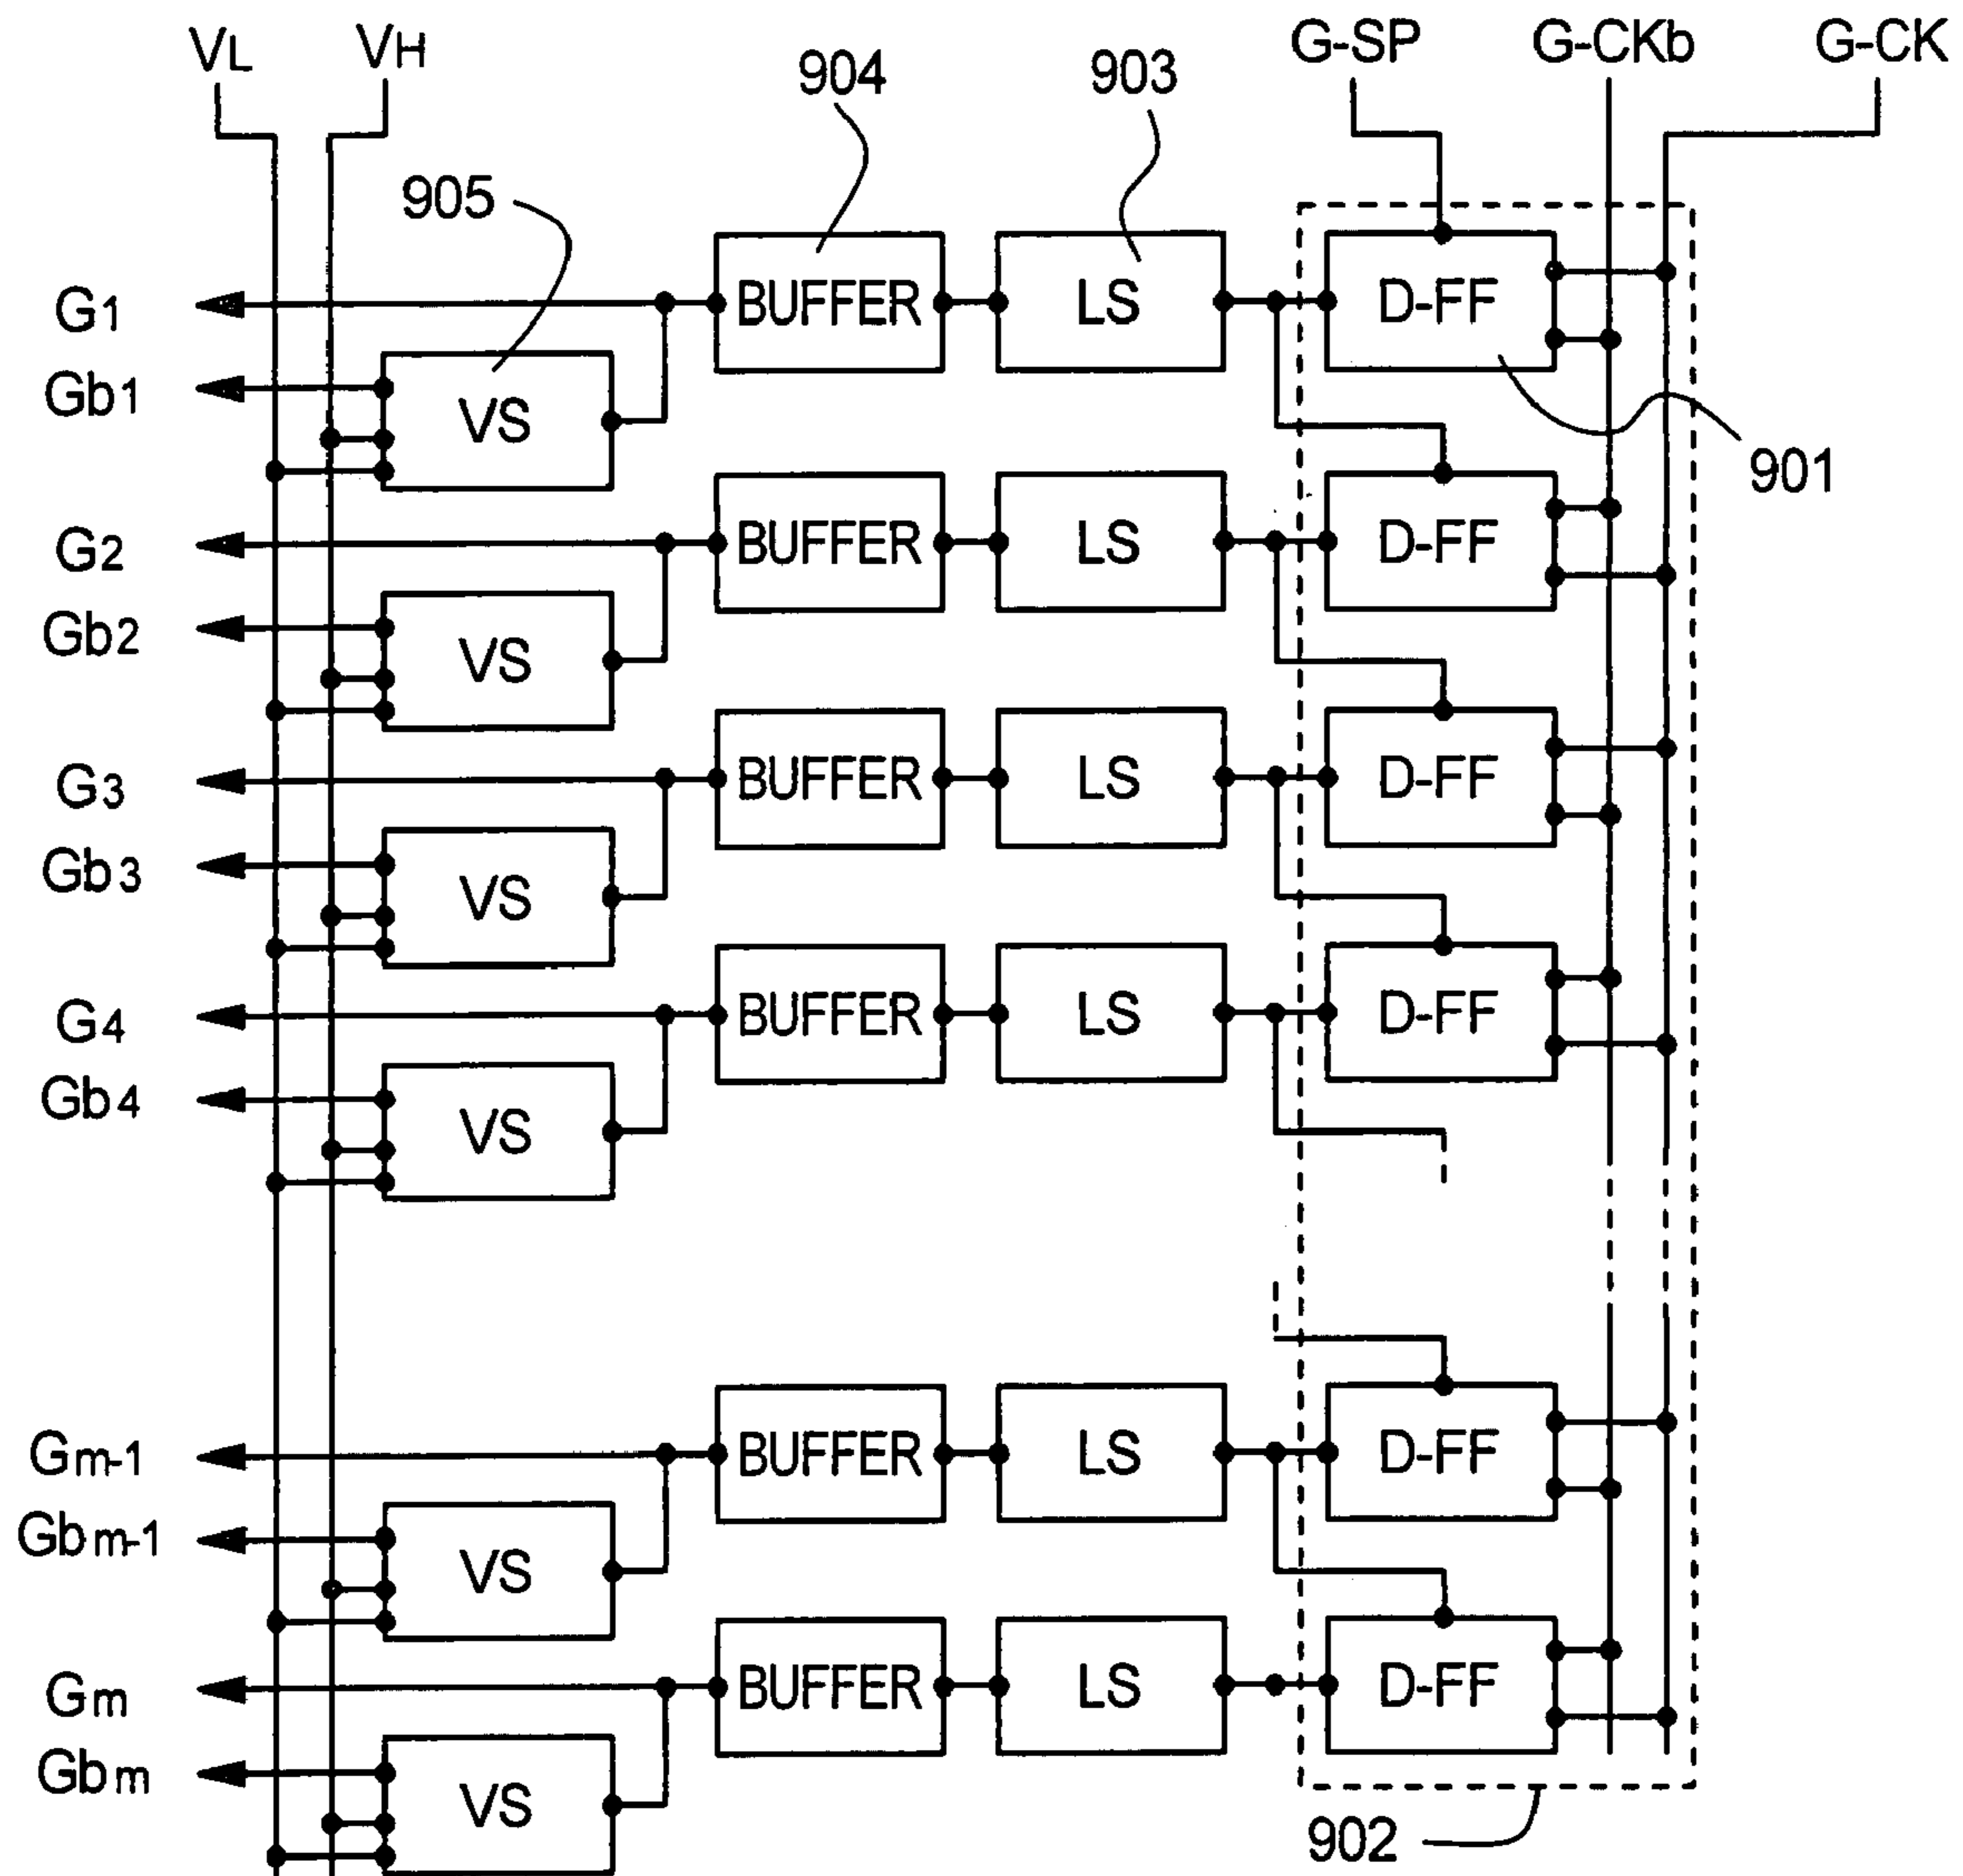 VL VH 904 903 G-SP G-CKb G-CK
905
G1 BUFFER LS D-FF
Gb1 VS
901
G2 BUFFER LS D-FF
Gb2 VS
G3 BUFFER LS D-FF
Gb3 VS
G4 BUFFER LS D-FF
Gb4 VS
Gm-1 BUFFER LS D-FF
Gbm-1 VS
Gm BUFFER LS D-FF
Gbm VS
902